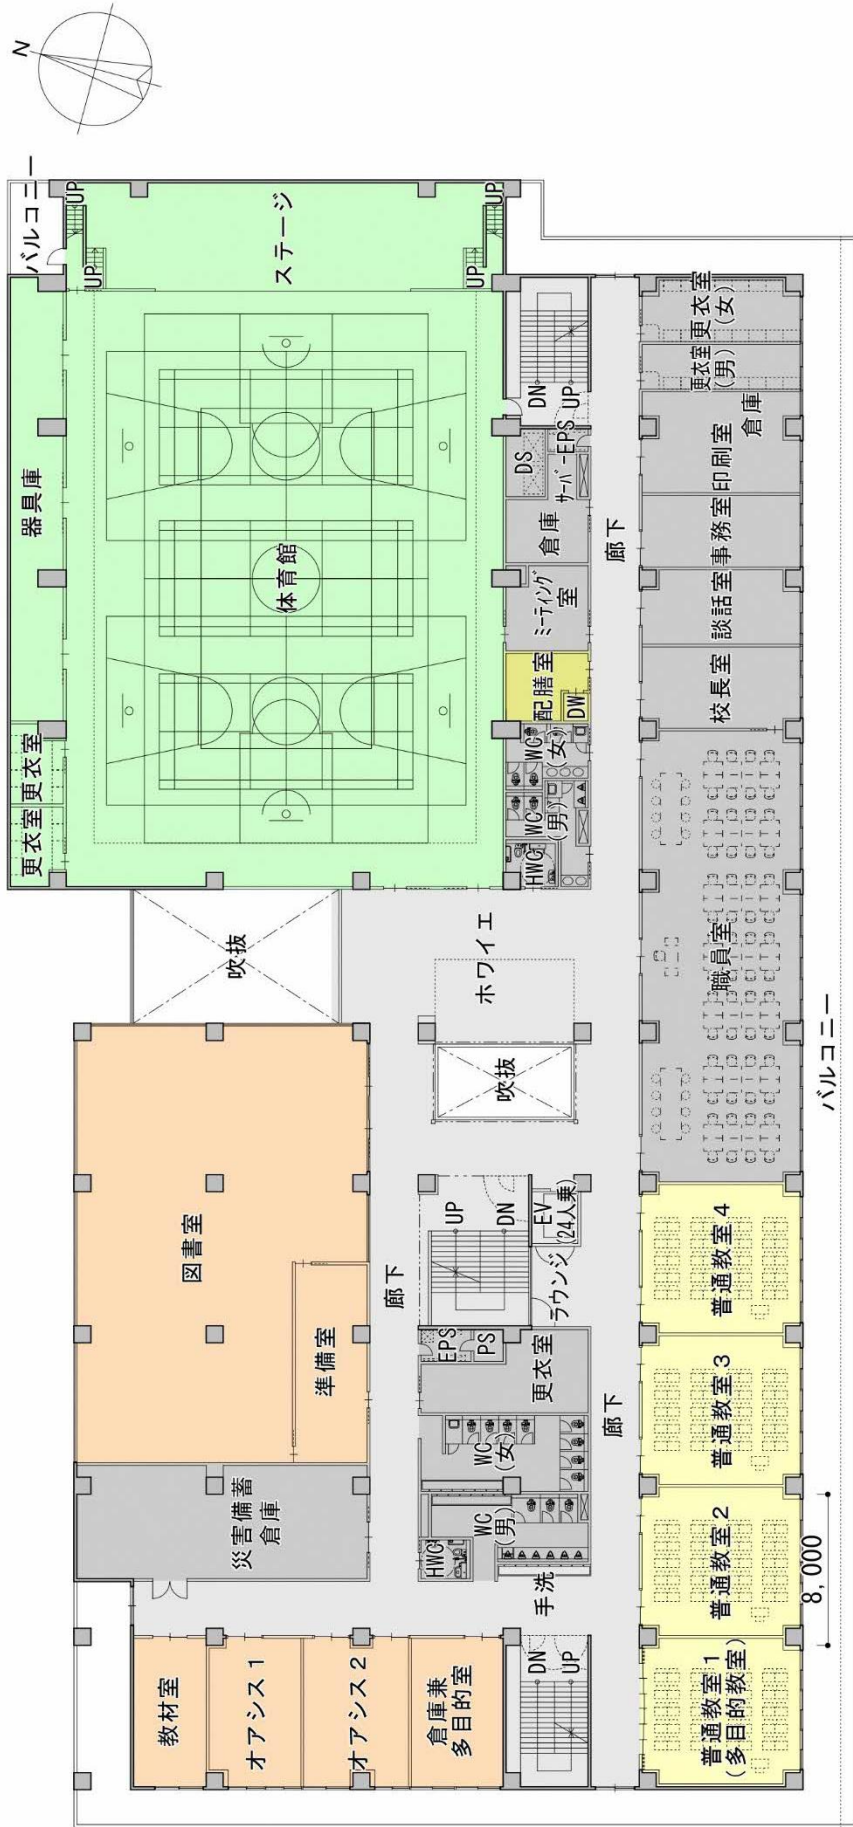 N
教材室
災害備蓄
倉庫
図書室
準備室
吹抜
更衣室
更衣室
器具庫
バルコニー
オアシス1
オアシス2
倉庫兼
多目的室
廊下
体育館
ステージ
UP
UP
UP
UP
HWC
EPS
PS
UP
DN
吹抜
ホワイエ
WC
(男)
WC
(女)
更衣室
ラウンジ
EV
(24人乗)
手洗
DN
UP
HWC
WC
(男)
WC
(女)
配膳室
DW
ミーティング
室
倉庫
DS
サーバー
EPS
DN
UP
廊下
廊下
普通教室1
(多目的教室)
普通教室2
普通教室3
普通教室4
職員室
校長室
談話室
事務室
印刷室
倉庫
更衣室
(男)
更衣室
(女)
8,000
バルコニー